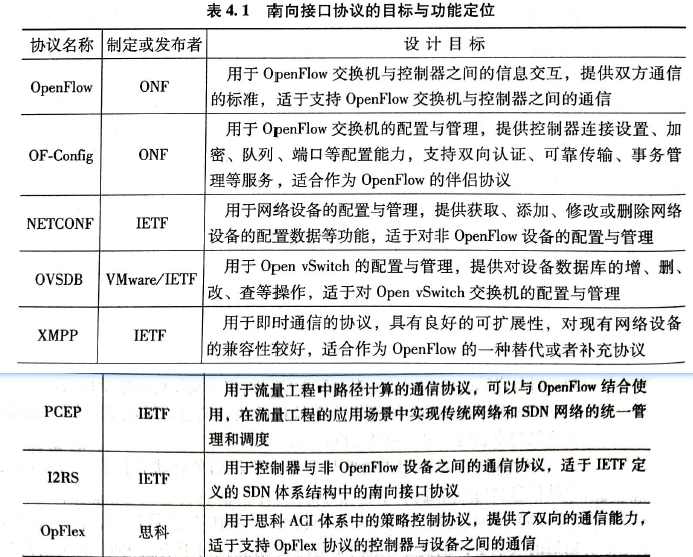 表 4.1 南向接口协议的目标与功能定位
协议名称 制定或发布者 设计目标
OpenFlow ONF 用于 OpenFlow 交换机与控制器之间的信息交互，提供双方通信
的标准，适于支持 OpenFlow 交换机与控制器之间的通信
OF-Config ONF 用于 OpenFlow 交换机的配置与管理，提供控制器连接设置、加
密、队列、端口等配置能力，支持双向认证、可靠传输、事务管
理等服务，适合作为 OpenFlow 的伴侣协议
NETCONF IETF 用于网络设备的配置与管理，提供获取、添加、修改或删除网络
设备的配置数据等功能，适于对非 OpenFlow 设备的配置与管理
OVSDB VMware/IETF 用于 Open vSwitch 的配置与管理，提供对设备数据库的增、删、
改、查等操作，适于对 Open vSwitch 交换机的配置与管理
XMPP IETF 用于即时通信的协议，具有良好的可扩展性，对现有网络设备
的兼容性较好，适合作为 OpenFlow 的一种替代或者补充协议
PCEP IETF 用于流量工程中路径计算的通信协议，可以与 OpenFlow 结合使
用，在流量工程的应用场景中实现传统网络和 SDN 网络的统一管
理和调度
I2RS IETF 用于控制器与非 OpenFlow 设备之间的通信协议，适于 IETF 定
义的 SDN 体系结构中的南向接口协议
OpFlex 思科 用于思科 ACI 体系中的策略控制协议，提供了双向的通信能力，
适于支持 OpFlex 协议的控制器与设备之间的通信